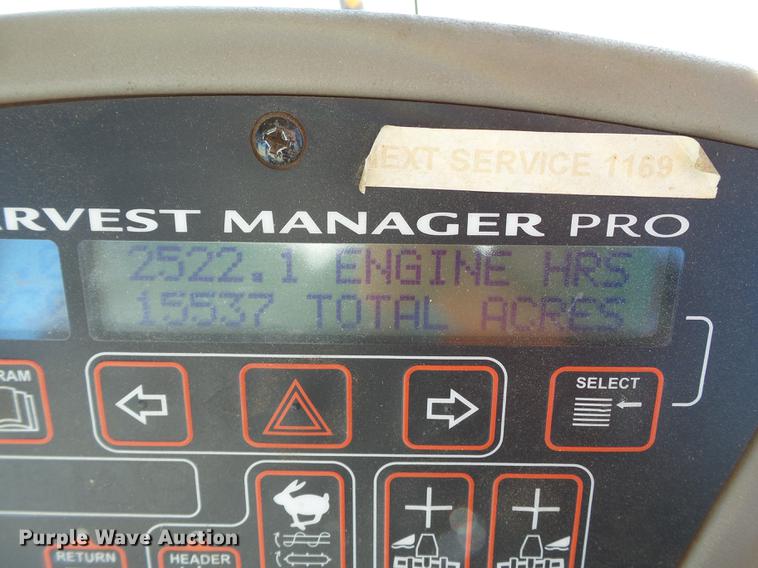 EXT SERVICE 1169
ARVEST MANAGER PRO
2522.1 ENGINE HRS
15537 TOTAL ACRES
RAM
SELECT
RETURN
HEADER
Purple Wave Auction